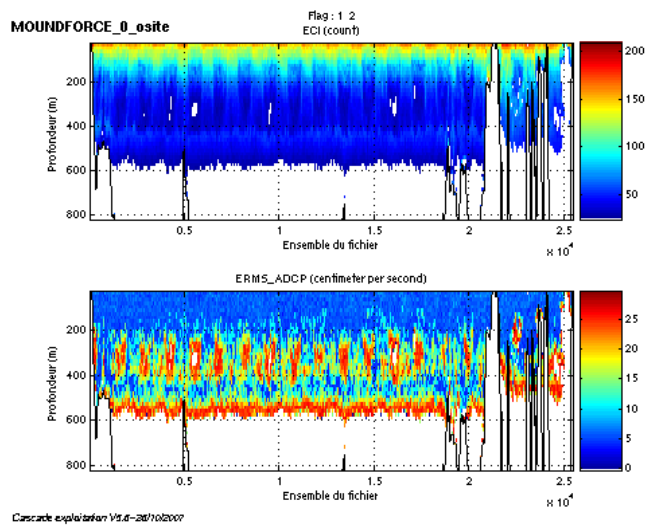 MOUNDFORCE_0_osite
Flag : 1 2
ECI (count)
200
400
600
800
Profondeur (m)
0.5
1
1.5
2
2.5
x 10^4
Ensemble du fichier
200
150
100
50
ERMS_ADCP (centimeter per second)
200
400
600
800
Profondeur (m)
0.5
1
1.5
2
2.5
x 10^4
Ensemble du fichier
25
20
15
10
5
0
Cascade exploitation V5.6-26/10/2007